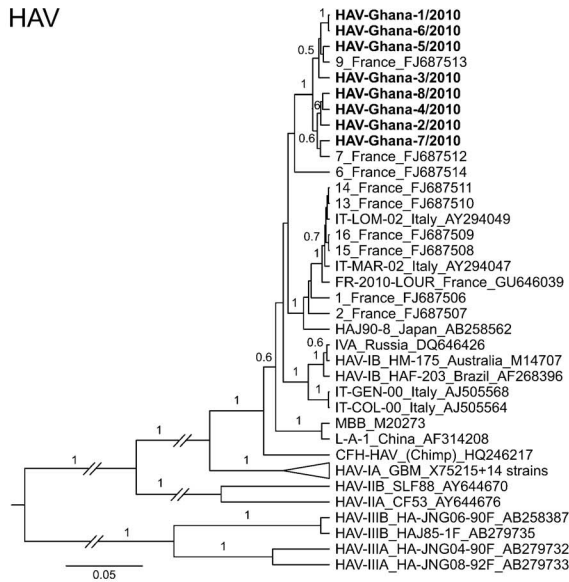 HAV
1
HAV-Ghana-1/2010
HAV-Ghana-6/2010
0.5
HAV-Ghana-5/2010
9_France_FJ687513
HAV-Ghana-3/2010
1
HAV-Ghana-8/2010
6
HAV-Ghana-4/2010
HAV-Ghana-2/2010
0.6
HAV-Ghana-7/2010
7_France_FJ687512
6_France_FJ687514
14_France_FJ687511
13_France_FJ687510
IT-LOM-02_Italy_AY294049
0.7
16_France_FJ687509
15_France_FJ687508
1
IT-MAR-02_Italy_AY294047
FR-2010-LOUR_France_GU646039
1
1_France_FJ687506
2_France_FJ687507
HAJ90-8_Japan_AB258562
0.6
IVA_Russia_DQ646426
0.6
1
HAV-IB_HM-175_Australia_M14707
HAV-IB_HAF-203_Brazil_AF268396
1
1
IT-GEN-00_Italy_AJ505568
IT-COL-00_Italy_AJ505564
1
MBB_M20273
1
L-A-1_China_AF314208
1
CFH-HAV_(Chimp)_HQ246217
1
HAV-IA_GBM_X75215+14 strains
1
HAV-IIB_SLF88_AY644670
1
HAV-IIA_CF53_AY644676
HAV-IIIB_HA-JNG06-90F_AB258387
1
1
HAV-IIIB_HAJ85-1F_AB279735
1
HAV-IIIA_HA-JNG04-90F_AB279732
HAV-IIIA_HA-JNG08-92F_AB279733
0.05